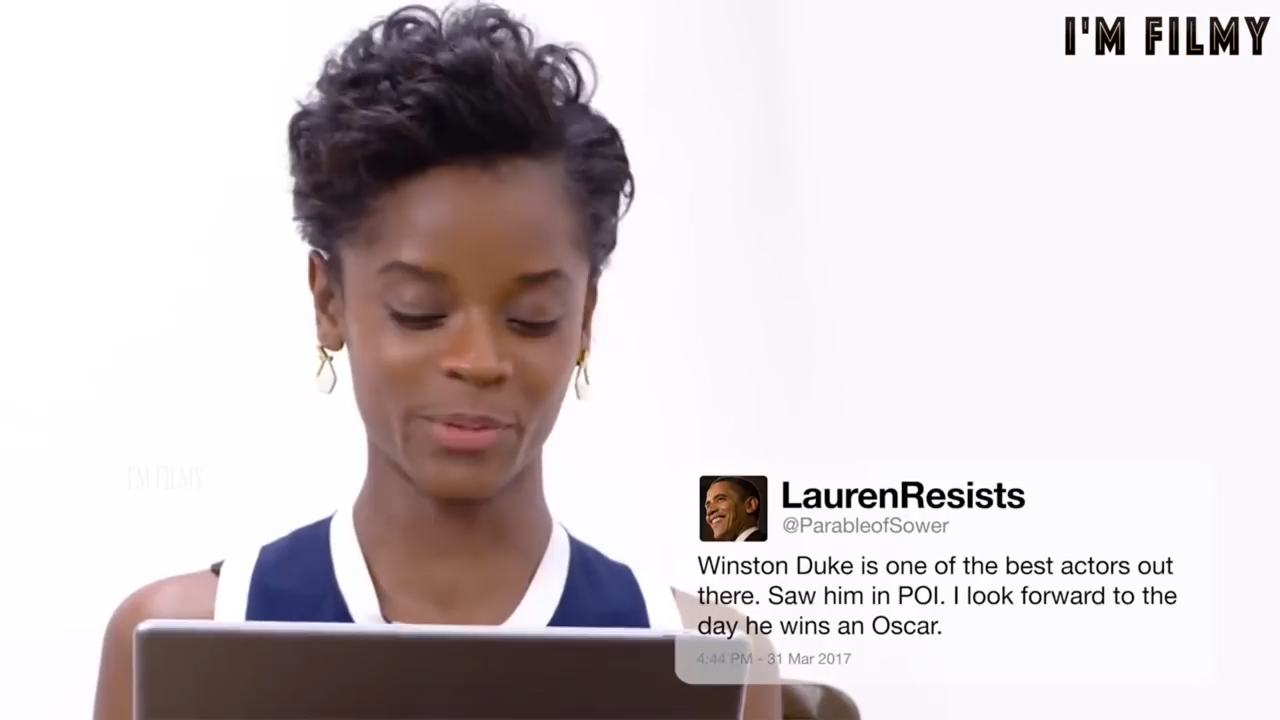 I'M FILMY
I'M FILMY
LaurenResists
@ParableofSower
Winston Duke is one of the best actors out
there. Saw him in POI. I look forward to the
day he wins an Oscar.
4:44 PM - 31 Mar 2017